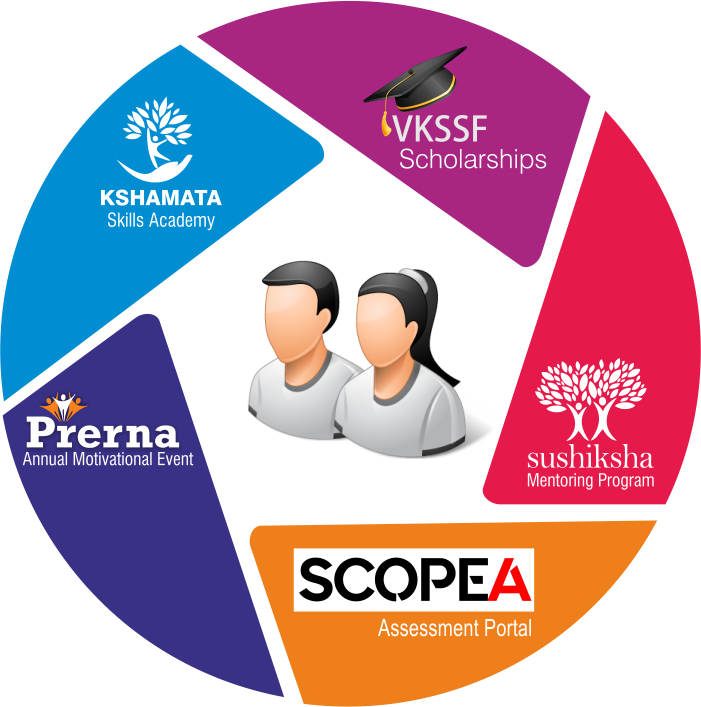 VKSSF
Scholarships
KSHAMATA
Skills Academy
sushiksha
Mentoring Program
Prerna
Annual Motivational Event
SCOPEA
Assessment Portal